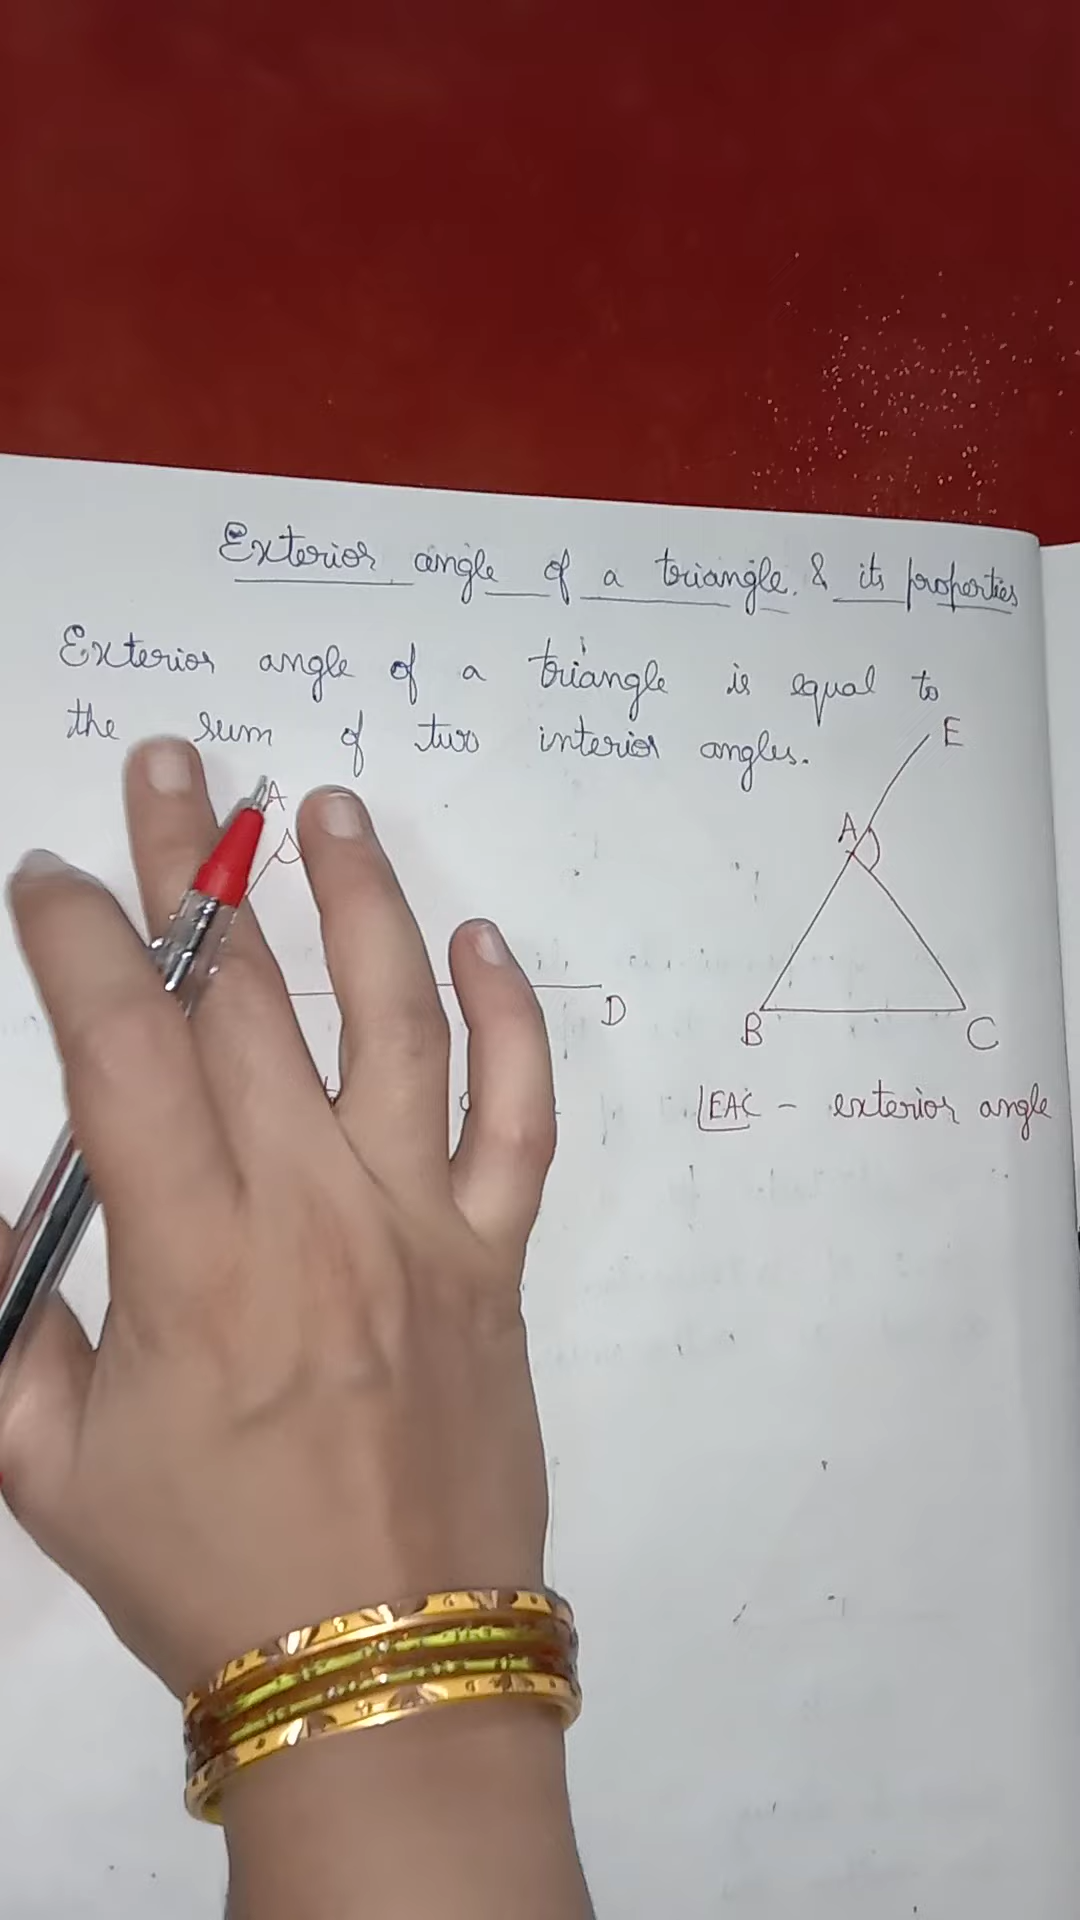 Exterior angle of a triangle. & its properties
Exterior angle of a triangle is equal to
the sum of two interior angles.
E
A
A
D
B
C
∠EAC - exterior angle